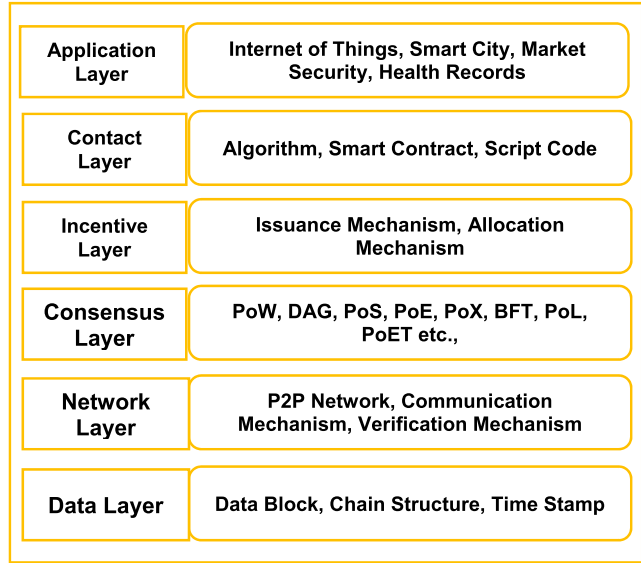 Application
Layer
Internet of Things, Smart City, Market
Security, Health Records
Contact
Layer
Algorithm, Smart Contract, Script Code
Incentive
Layer
Issuance Mechanism, Allocation
Mechanism
Consensus
Layer
PoW, DAG, PoS, PoE, PoX, BFT, PoL,
PoET etc.,
Network
Layer
P2P Network, Communication
Mechanism, Verification Mechanism
Data Layer
Data Block, Chain Structure, Time Stamp